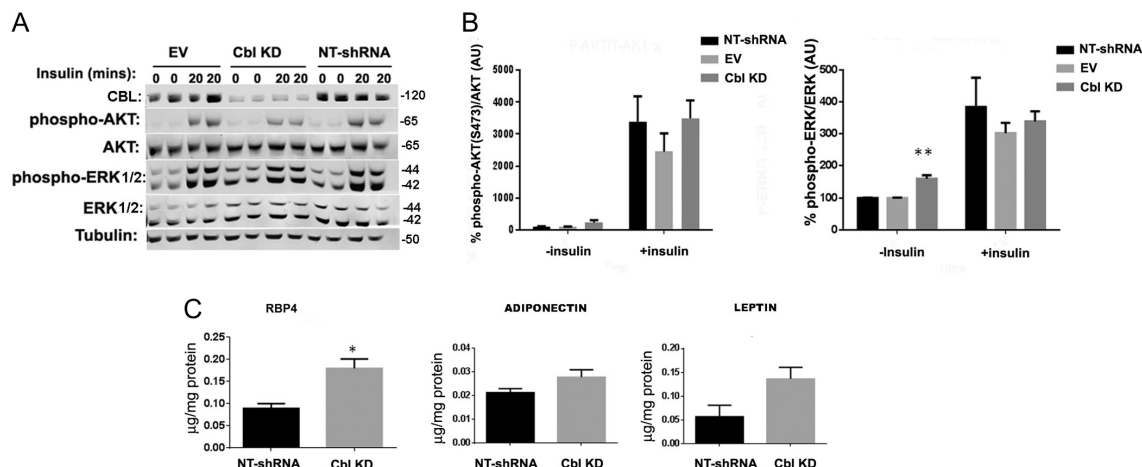 A
EV Cbl KD NT-shRNA
Insulin (mins): 0 0 20 20 0 0 20 20 0 0 20 20
CBL: -120
phospho-AKT: -65
AKT: -65
phospho-ERK1/2: -44
-42
ERK1/2: -44
-42
Tubulin: -50
B
P-AKT/T-AKT
% phospho-AKT(S473)/AKT (AU)
5000
4000
3000
2000
1000
0
-insulin +insulin
Time
NT-shRNA
EV
Cbl KD
% phospho-ERK/ERK (AU)
500
400
300
200
100
0
**
-Insulin +insulin
Time
NT-shRNA
EV
Cbl KD
C
RBP4
µg/mg protein
0.20
0.15
0.10
0.05
0.00
*
NT-shRNA Cbl KD
ADIPONECTIN
µg/mg protein
0.04
0.03
0.02
0.01
0.00
NT-shRNA Cbl KD
LEPTIN
µg/mg protein
0.20
0.15
0.10
0.05
0.00
NT-shRNA Cbl KD